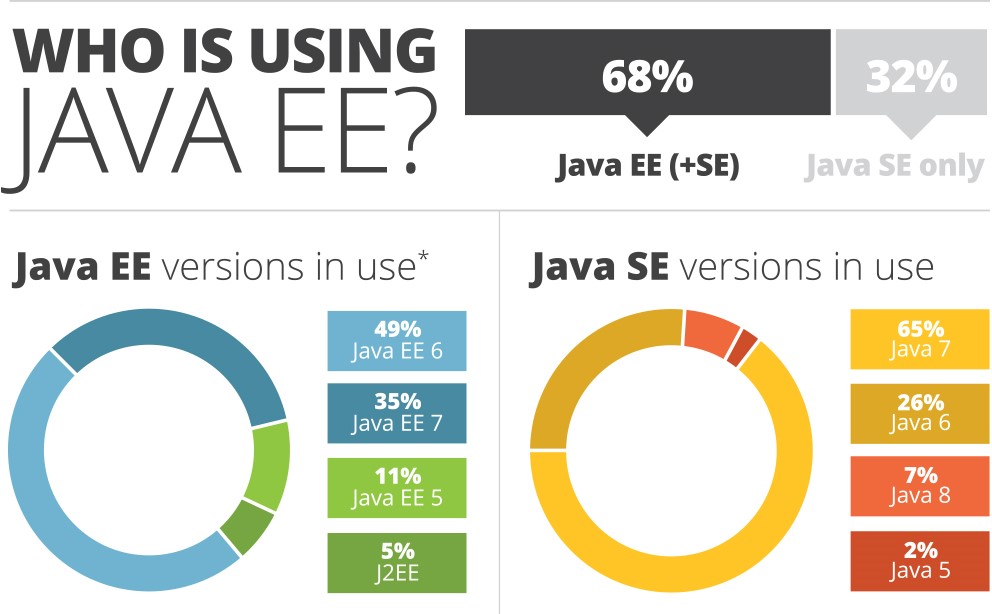 WHO IS USING
JAVA EE?
68%
32%
Java EE (+SE)
Java SE only
Java EE versions in use*
49%
Java EE 6
35%
Java EE 7
11%
Java EE 5
5%
J2EE
Java SE versions in use
65%
Java 7
26%
Java 6
7%
Java 8
2%
Java 5